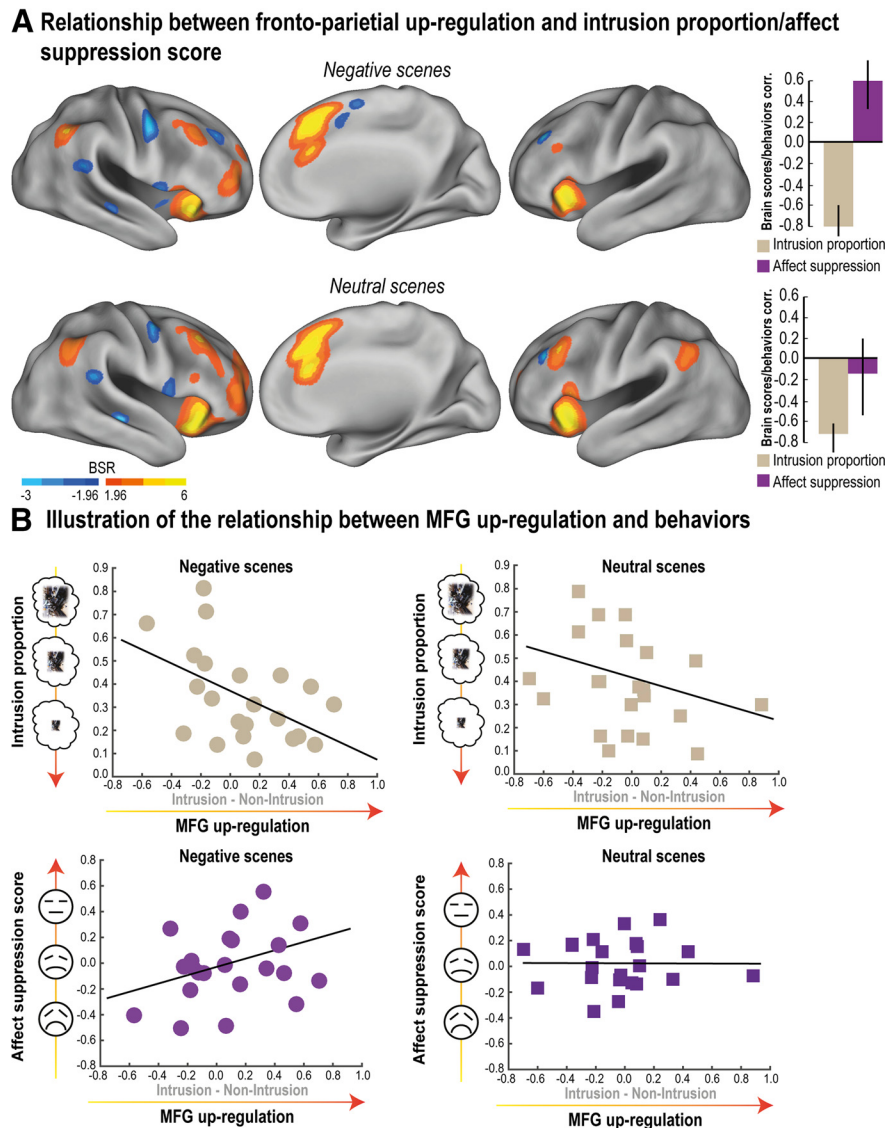 A Relationship between fronto-parietial up-regulation and intrusion proportion/affect
suppression score
Negative scenes
Brain scores/behaviors corr.
0.6
0.4
0.2
0.0
-0.2
-0.4
-0.6
-0.8
Intrusion proportion
Affect suppression
Neutral scenes
Brain scores/behaviors corr.
0.6
0.4
0.2
0.0
-0.2
-0.4
-0.6
-0.8
Intrusion proportion
Affect suppression
BSR
-3 -1.96 1.96 6
B Illustration of the relationship between MFG up-regulation and behaviors
Negative scenes
Intrusion proportion
0.9
0.8
0.7
0.6
0.5
0.4
0.3
0.2
0.1
0.0
-0.8 -0.6 -0.4 -0.2 0.0 0.2 0.4 0.6 0.8 1.0
Intrusion - Non-Intrusion
MFG up-regulation
Neutral scenes
Intrusion proportion
0.9
0.8
0.7
0.6
0.5
0.4
0.3
0.2
0.1
0.0
-0.8 -0.6 -0.4 -0.2 0.0 0.2 0.4 0.6 0.8 1.0
Intrusion - Non-Intrusion
MFG up-regulation
Negative scenes
Affect suppression score
0.8
0.6
0.4
0.2
0.0
-0.2
-0.4
-0.6
-0.8
-0.8 -0.6 -0.4 -0.2 0.0 0.2 0.4 0.6 0.8 1.0
Intrusion - Non-Intrusion
MFG up-regulation
Neutral scenes
Affect suppression score
0.8
0.6
0.4
0.2
0.0
-0.2
-0.4
-0.6
-0.8
-0.8 -0.6 -0.4 -0.2 0.0 0.2 0.4 0.6 0.8 1.0
Intrusion - Non-Intrusion
MFG up-regulation